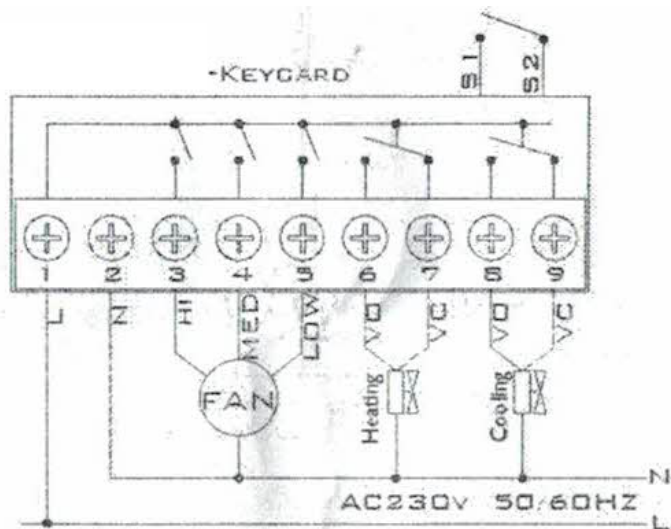 S1 S2
-KEYCARD
1 2 3 4 5 6 7 8 9
L N HI MED LOW VO VC VO VC
FAN
Heating
Cooling
N
AC230V 50/60HZ
L